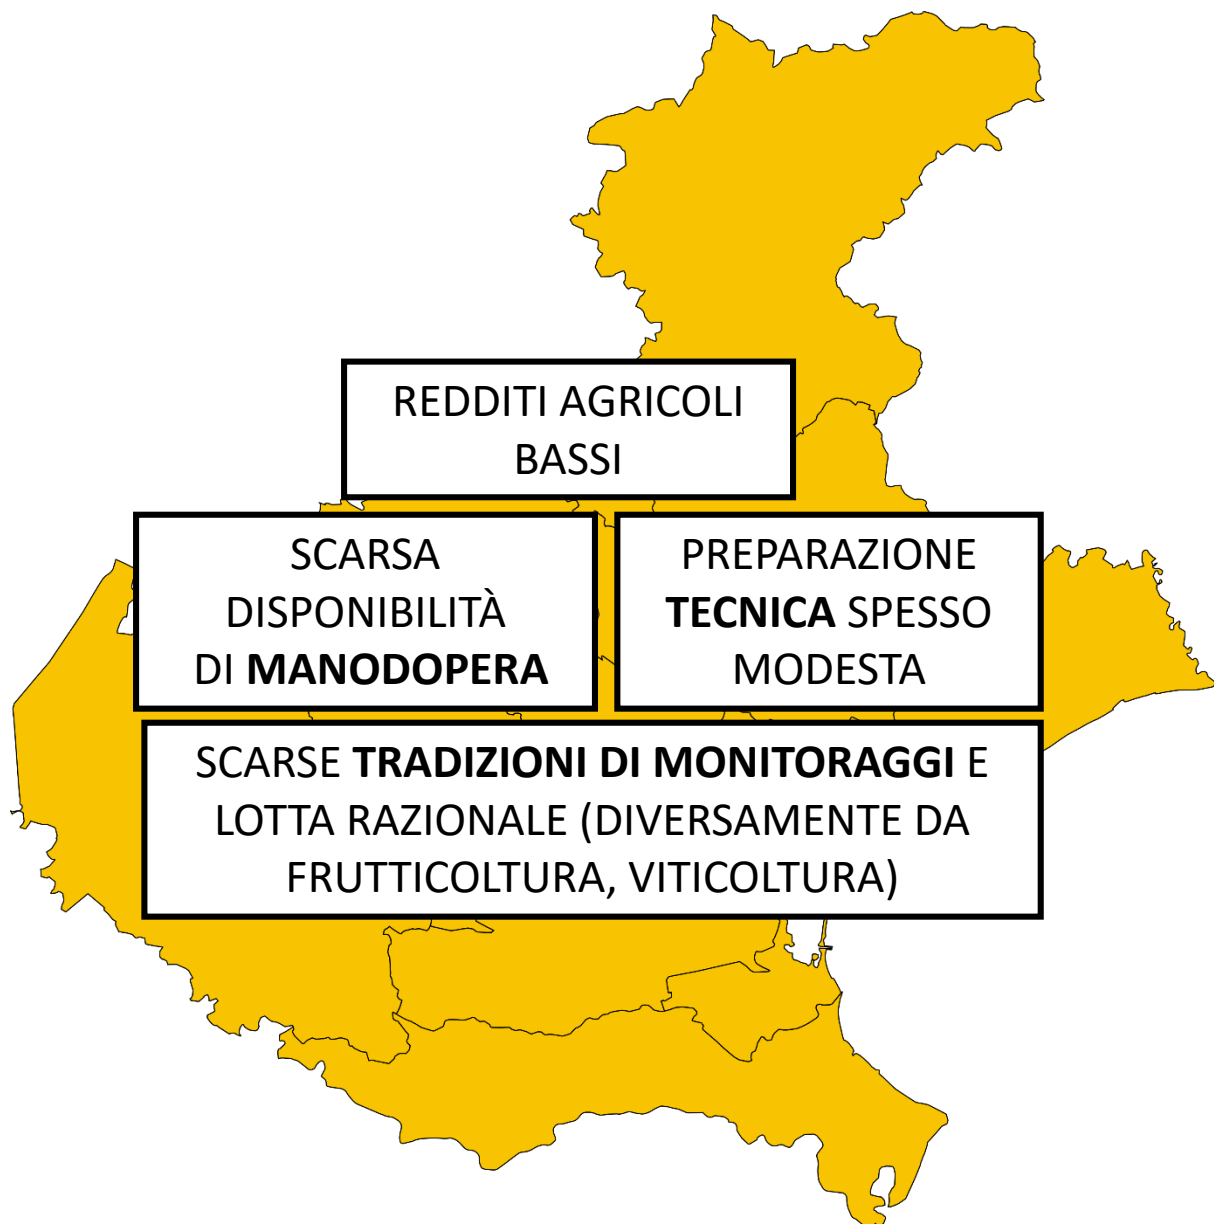 REDDITI AGRICOLI
BASSI
SCARSA
DISPONIBILITÀ
DI MANODOPERA
PREPARAZIONE
TECNICA SPESSO
MODESTA
SCARSE TRADIZIONI DI MONITORAGGI E
LOTTA RAZIONALE (DIVERSAMENTE DA
FRUTTICOLTURA, VITICOLTURA)